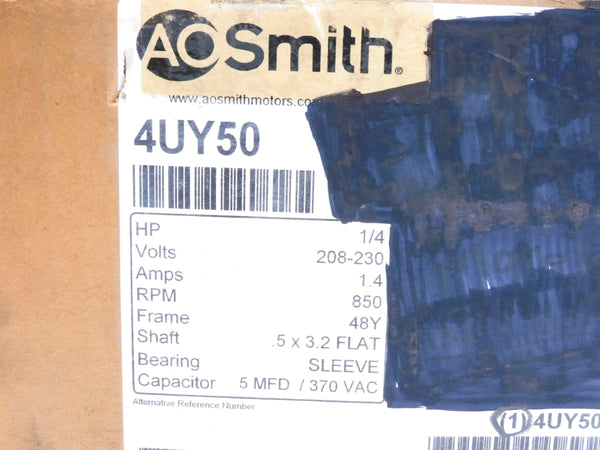 AOSmith®
www.aosmithmotors.com
4UY50
HP 1/4
Volts 208-230
Amps 1.4
RPM 850
Frame 48Y
Shaft .5 x 3.2 FLAT
Bearing SLEEVE
Capacitor 5 MFD / 370 VAC
Alternative Reference Number
(1) 4UY50